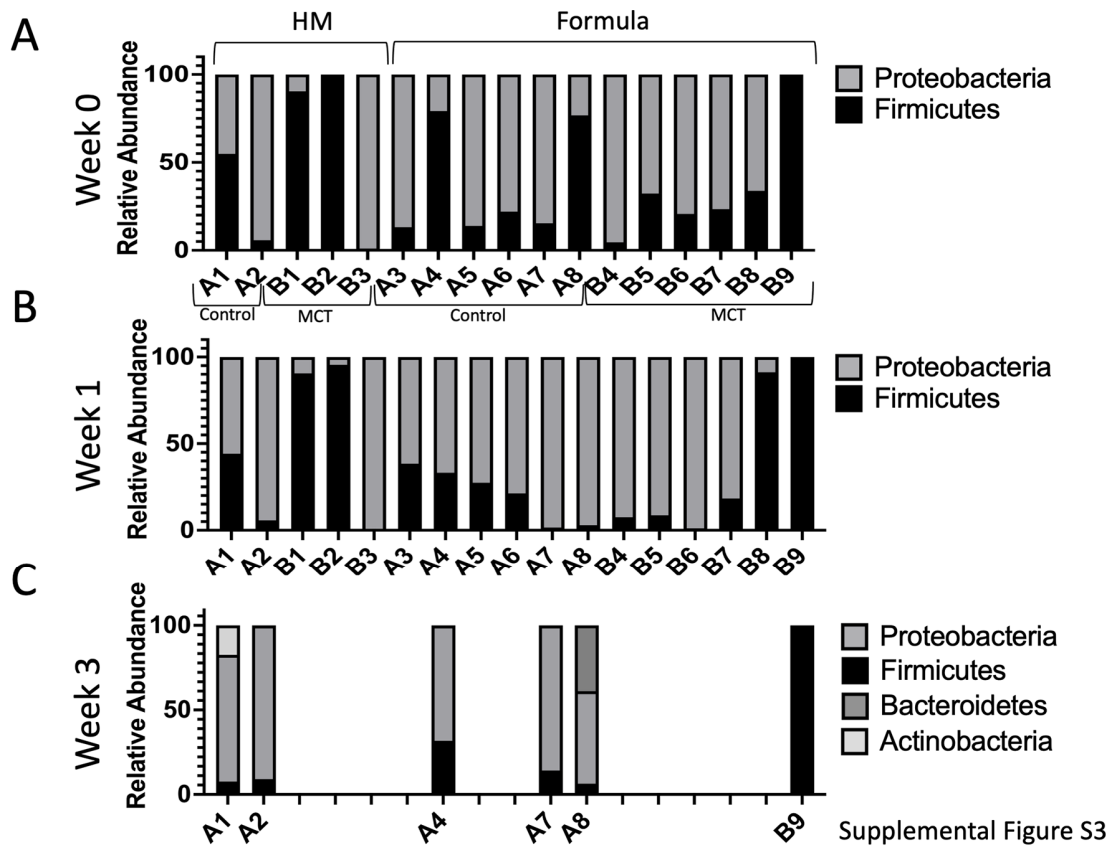 A
HM
Formula
Week 0
Relative Abundance
100
50
0
Proteobacteria
Firmicutes
A1 A2 B1 B2 B3 A3 A4 A5 A6 A7 A8 B4 B5 B6 B7 B8 B9
Control MCT Control MCT
B
Week 1
Relative Abundance
100
50
0
Proteobacteria
Firmicutes
A1 A2 B1 B2 B3 A3 A4 A5 A6 A7 A8 B4 B5 B6 B7 B8 B9
C
Week 3
Relative Abundance
100
50
0
Proteobacteria
Firmicutes
Bacteroidetes
Actinobacteria
A1 A2 A4 A7 A8 B9
Supplemental Figure S3